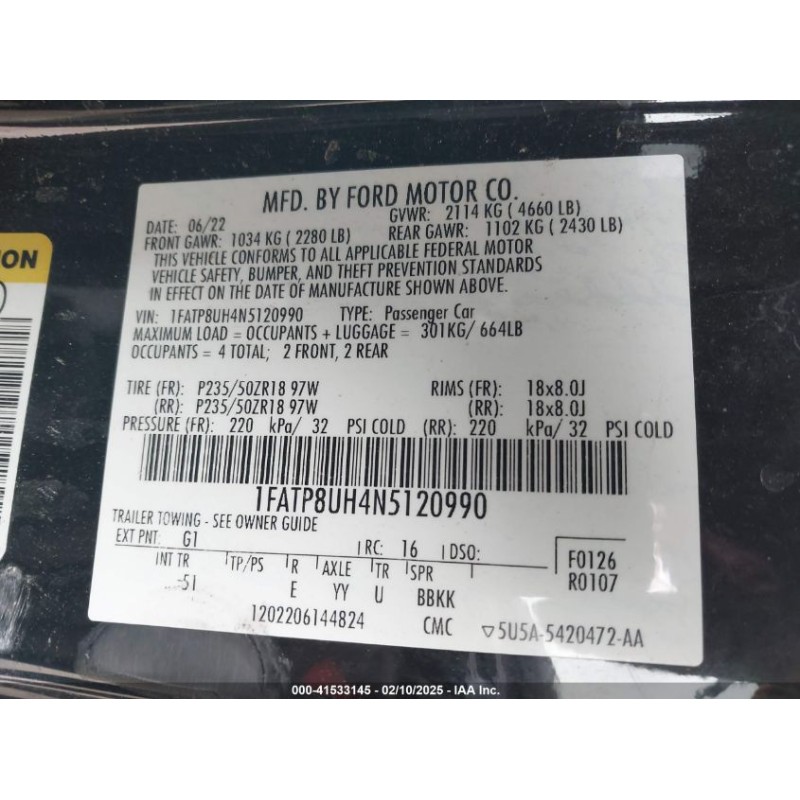 MFD. BY FORD MOTOR CO.
DATE: 06/22 GVWR: 2114 KG ( 4660 LB)
FRONT GAWR: 1034 KG ( 2280 LB) REAR GAWR: 1102 KG ( 2430 LB)
THIS VEHICLE CONFORMS TO ALL APPLICABLE FEDERAL MOTOR
VEHICLE SAFETY, BUMPER, AND THEFT PREVENTION STANDARDS
IN EFFECT ON THE DATE OF MANUFACTURE SHOWN ABOVE.
VIN: 1FATP8UH4N5120990 TYPE: Passenger Car
MAXIMUM LOAD = OCCUPANTS + LUGGAGE = 301KG/ 664LB
OCCUPANTS = 4 TOTAL; 2 FRONT, 2 REAR
TIRE (FR): P235/50ZR18 97W RIMS (FR): 18x8.0J
(RR): P235/50ZR18 97W (RR): 18x8.0J
PRESSURE (FR): 220 kPa/ 32 PSI COLD (RR): 220 kPa/ 32 PSI COLD
1FATP8UH4N5120990
TRAILER TOWING - SEE OWNER GUIDE
EXT PNT: G1 RC: 16 DSO: F0126
INT TR TP/PS R AXLE TR SPR R0107
-5I E YY U BBKK
1202206144824 CMC ▽5U5A-5420472-AA
ION
000-41533145 - 02/10/2025 - IAA Inc.